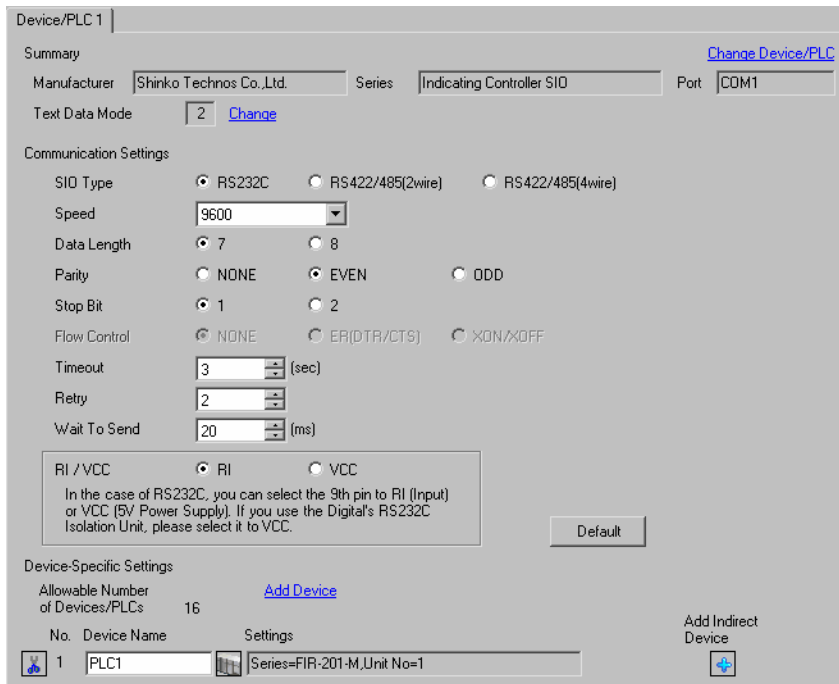 Device/PLC 1
Summary Change Device/PLC
Manufacturer Shinko Technos Co.,Ltd. Series Indicating Controller SIO Port COM1
Text Data Mode 2 Change
Communication Settings
SIO Type RS232C RS422/485(2wire) RS422/485(4wire)
Speed 9600
Data Length 7 8
Parity NONE EVEN ODD
Stop Bit 1 2
Flow Control NONE ER(DTR/CTS) XON/XOFF
Timeout 3 (sec)
Retry 2
Wait To Send 20 (ms)
RI / VCC RI VCC
In the case of RS232C, you can select the 9th pin to RI (Input)
or VCC (5V Power Supply). If you use the Digital's RS232C
Isolation Unit, please select it to VCC.
Default
Device-Specific Settings
Allowable Number Add Device
of Devices/PLCs 16
Add Indirect
Device
No. Device Name Settings
1 PLC1 Series=FIR-201-M,Unit No=1